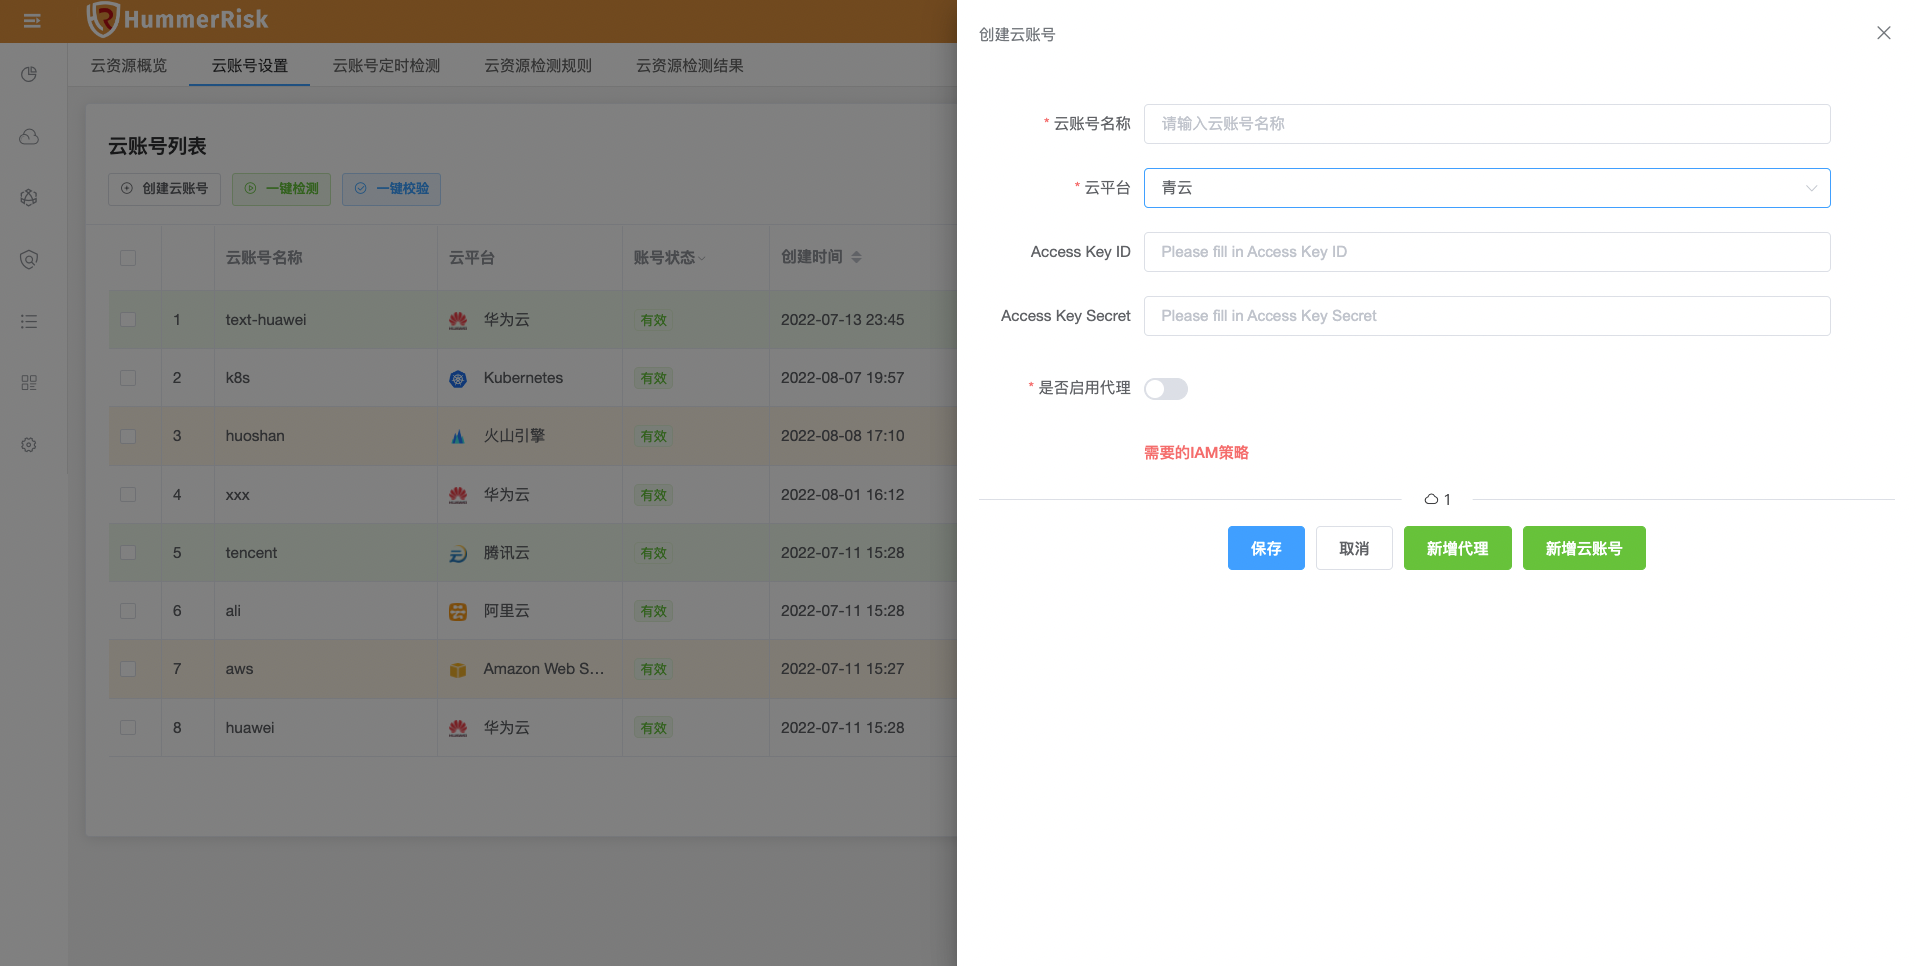 HummerRisk
云资源概览 云账号设置 云账号定时检测 云资源检测规则 云资源检测结果
云账号列表
创建云账号 一键检测 一键校验
云账号名称 云平台 账号状态 创建时间
1 text-huawei 华为云 有效 2022-07-13 23:45
2 k8s Kubernetes 有效 2022-08-07 19:57
3 huoshan 火山引擎 有效 2022-08-08 17:10
4 xxx 华为云 有效 2022-08-01 16:12
5 tencent 腾讯云 有效 2022-07-11 15:28
6 ali 阿里云 有效 2022-07-11 15:28
7 aws Amazon Web S... 有效 2022-07-11 15:27
8 huawei 华为云 有效 2022-07-11 15:28
创建云账号
* 云账号名称 请输入云账号名称
* 云平台 青云
Access Key ID Please fill in Access Key ID
Access Key Secret Please fill in Access Key Secret
* 是否启用代理
需要的IAM策略
1
保存 取消 新增代理 新增云账号